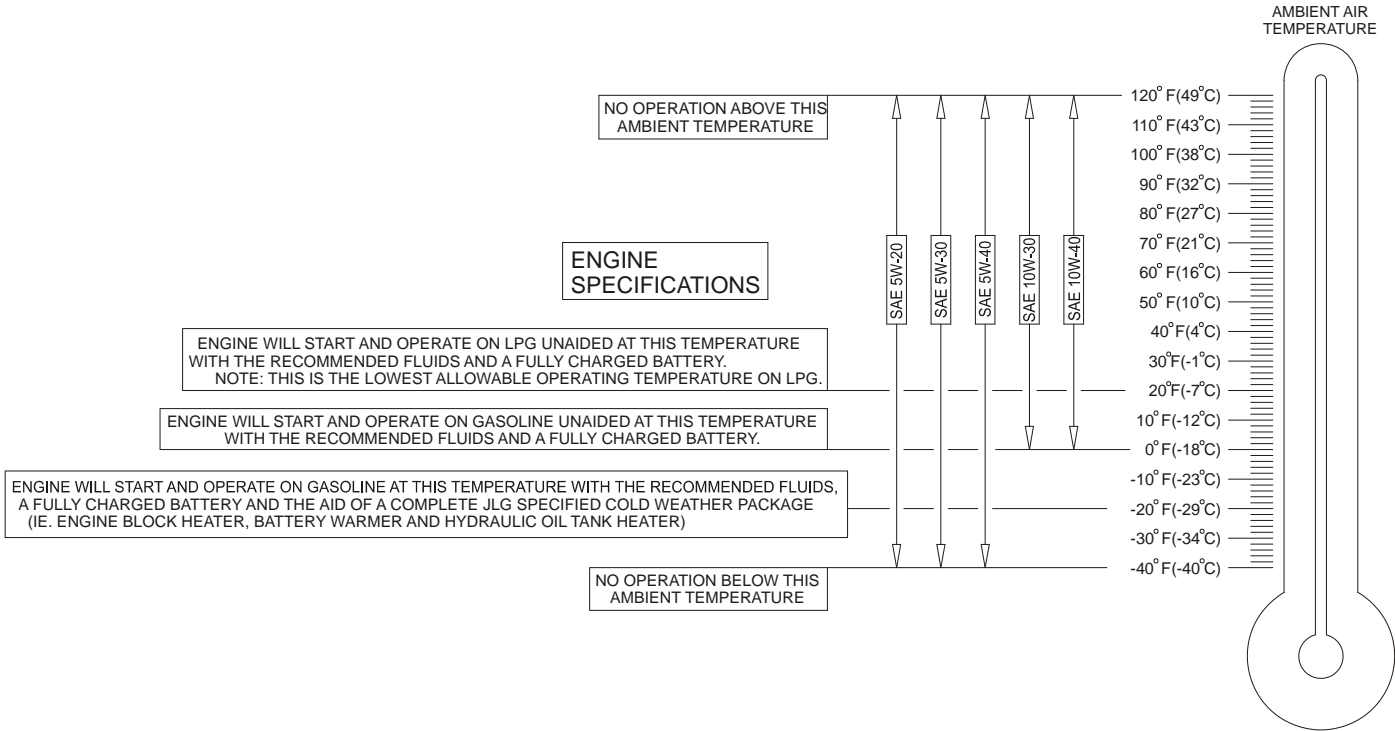 AMBIENT AIR
TEMPERATURE
NO OPERATION ABOVE THIS
AMBIENT TEMPERATURE
120° F(49°C)
110° F(43°C)
100° F(38°C)
90° F(32°C)
80° F(27°C)
70° F(21°C)
60° F(16°C)
50° F(10°C)
40° F(4°C)
30°F(-1°C)
20°F(-7°C)
10° F(-12°C)
0° F(-18°C)
-10° F(-23°C)
-20° F(-29°C)
-30° F(-34°C)
-40° F(-40°C)
SAE 5W-20
SAE 5W-30
SAE 5W-40
SAE 10W-30
SAE 10W-40
ENGINE
SPECIFICATIONS
ENGINE WILL START AND OPERATE ON LPG UNAIDED AT THIS TEMPERATURE
WITH THE RECOMMENDED FLUIDS AND A FULLY CHARGED BATTERY.
NOTE: THIS IS THE LOWEST ALLOWABLE OPERATING TEMPERATURE ON LPG.
ENGINE WILL START AND OPERATE ON GASOLINE UNAIDED AT THIS TEMPERATURE
WITH THE RECOMMENDED FLUIDS AND A FULLY CHARGED BATTERY.
ENGINE WILL START AND OPERATE ON GASOLINE AT THIS TEMPERATURE WITH THE RECOMMENDED FLUIDS,
A FULLY CHARGED BATTERY AND THE AID OF A COMPLETE JLG SPECIFIED COLD WEATHER PACKAGE
(IE. ENGINE BLOCK HEATER, BATTERY WARMER AND HYDRAULIC OIL TANK HEATER)
NO OPERATION BELOW THIS
AMBIENT TEMPERATURE